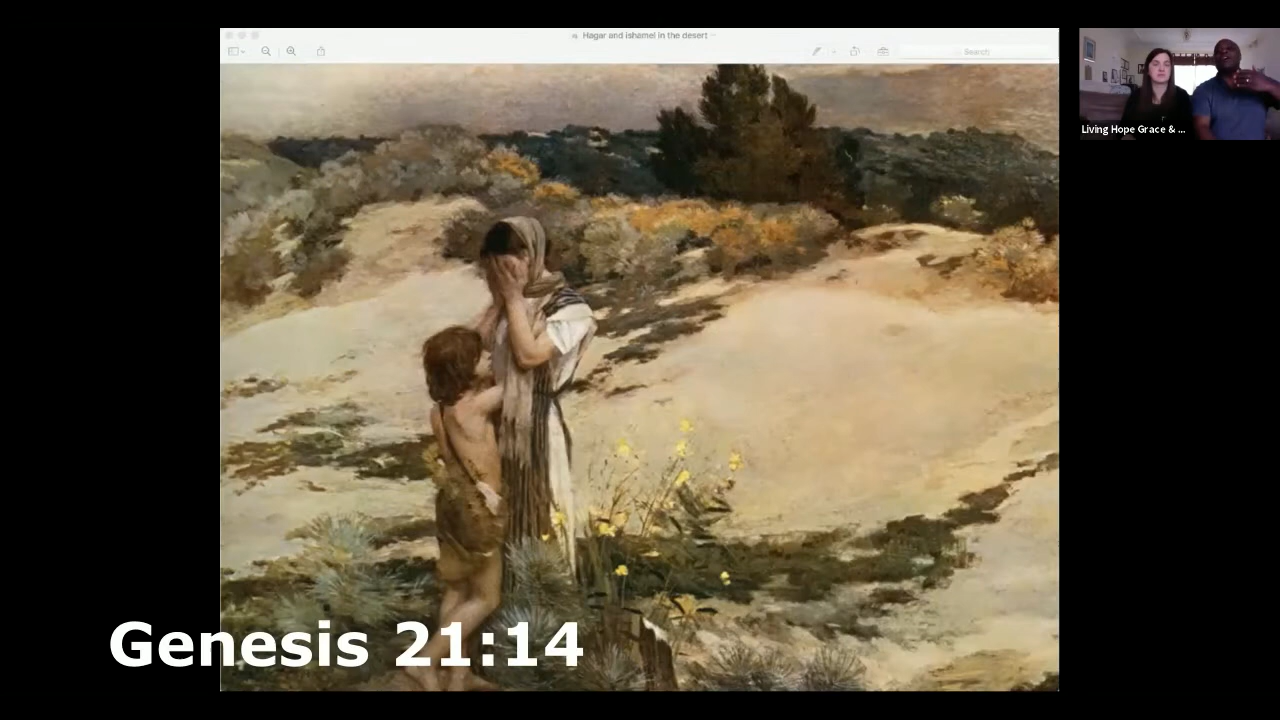 Hagar and ishamel in the desert
Search
Living Hope Grace & ...
Genesis 21:14